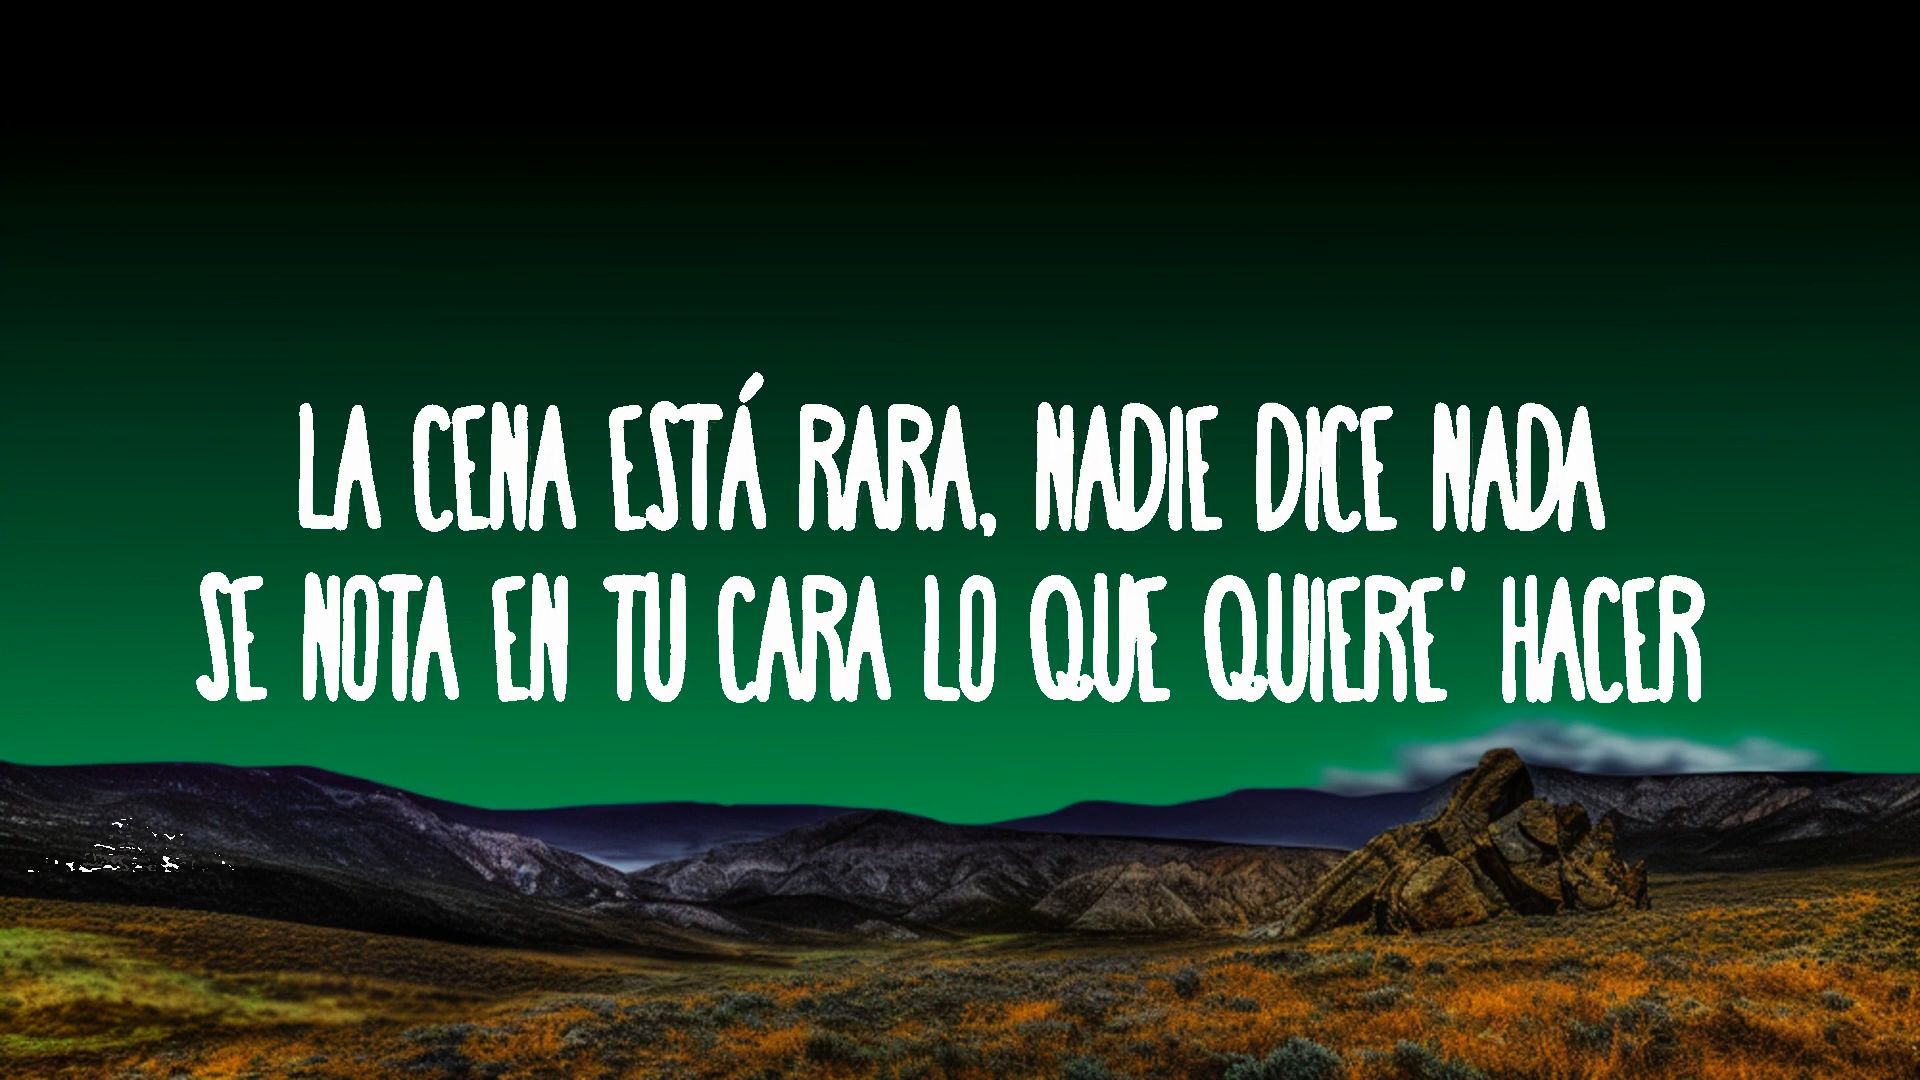 LA CENA ESTÁ RARA, NADIE DICE NADA
SE NOTA EN TU CARA LO QUE QUIERE' HACER